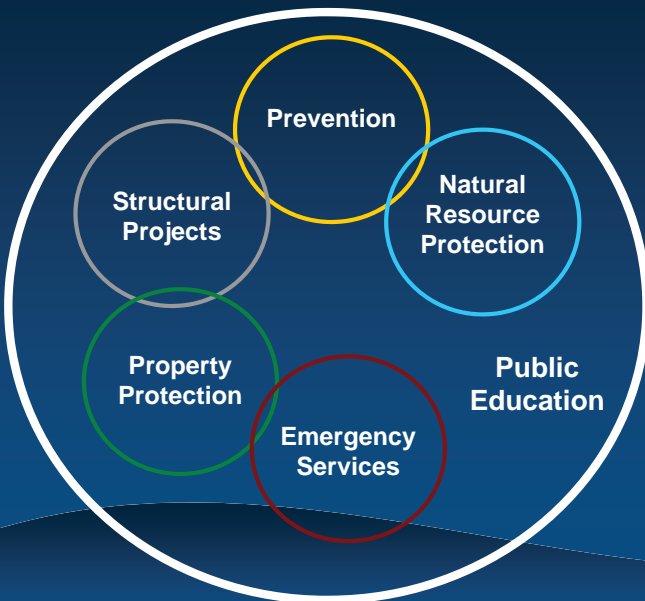 Prevention
Natural
Resource
Protection
Structural
Projects
Property
Protection
Public
Education
Emergency
Services